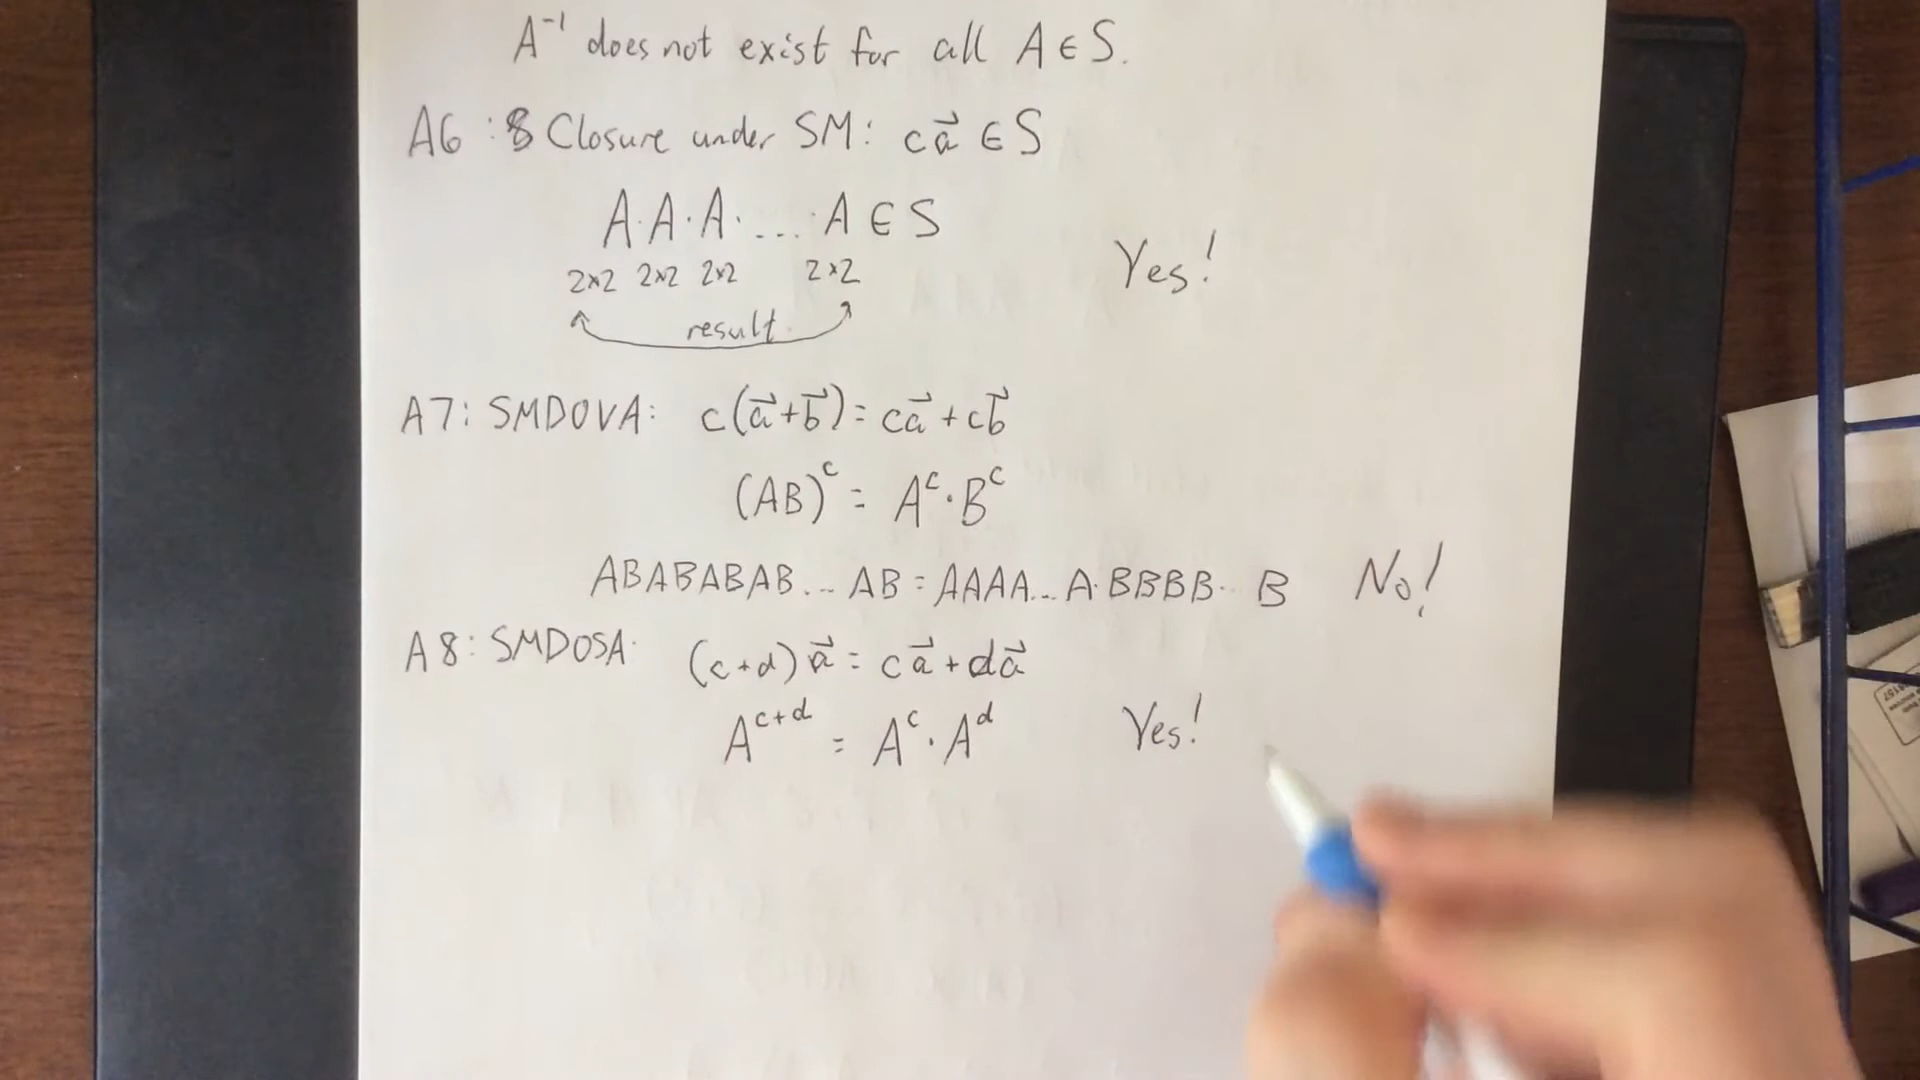 A⁻¹ does not exist for all A ∈ S.
A6 : Closure under SM: ca⃗ ∈ S
A·A·A· ... ·A ∈ S
2×2 2×2 2×2 2×2
Yes!
result
A7: SMDOVA: c(a⃗+b⃗) = ca⃗ + cb⃗
(AB)ᶜ = Aᶜ·Bᶜ
ABABABAB... AB = AAAA... A·BBBB·· B No!
A8: SMDOSA: (c+d)a⃗ = ca⃗ + da⃗
Aᶜ⁺ᵈ = Aᶜ·Aᵈ Yes!